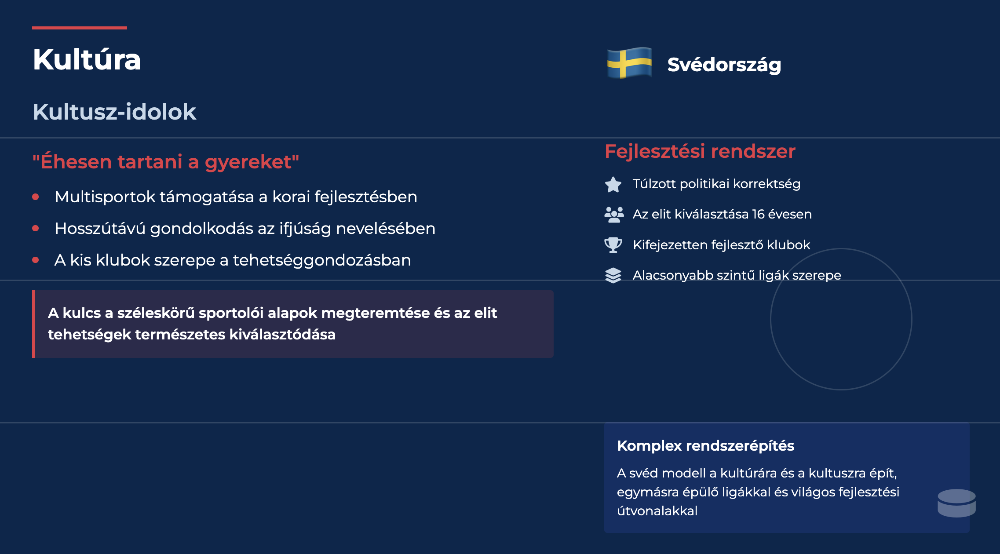 Kultúra
Kultusz-idolok
"Éhesen tartani a gyereket"
Multisportok támogatása a korai fejlesztésben
Hosszútávú gondolkodás az ifjúság nevelésében
A kis klubok szerepe a tehetséggondozásban
A kulcs a széleskörű sportolói alapok megteremtése és az elit
tehetségek természetes kiválasztódása
Svédország
Fejlesztési rendszer
Túlzott politikai korrektség
Az elit kiválasztása 16 évesen
Kifejezetten fejlesztő klubok
Alacsonyabb szintű ligák szerepe
Komplex rendszerépítés
A svéd modell a kultúrára és a kultuszra épít,
egymásra épülő ligákkal és világos fejlesztési
útvonalakkal